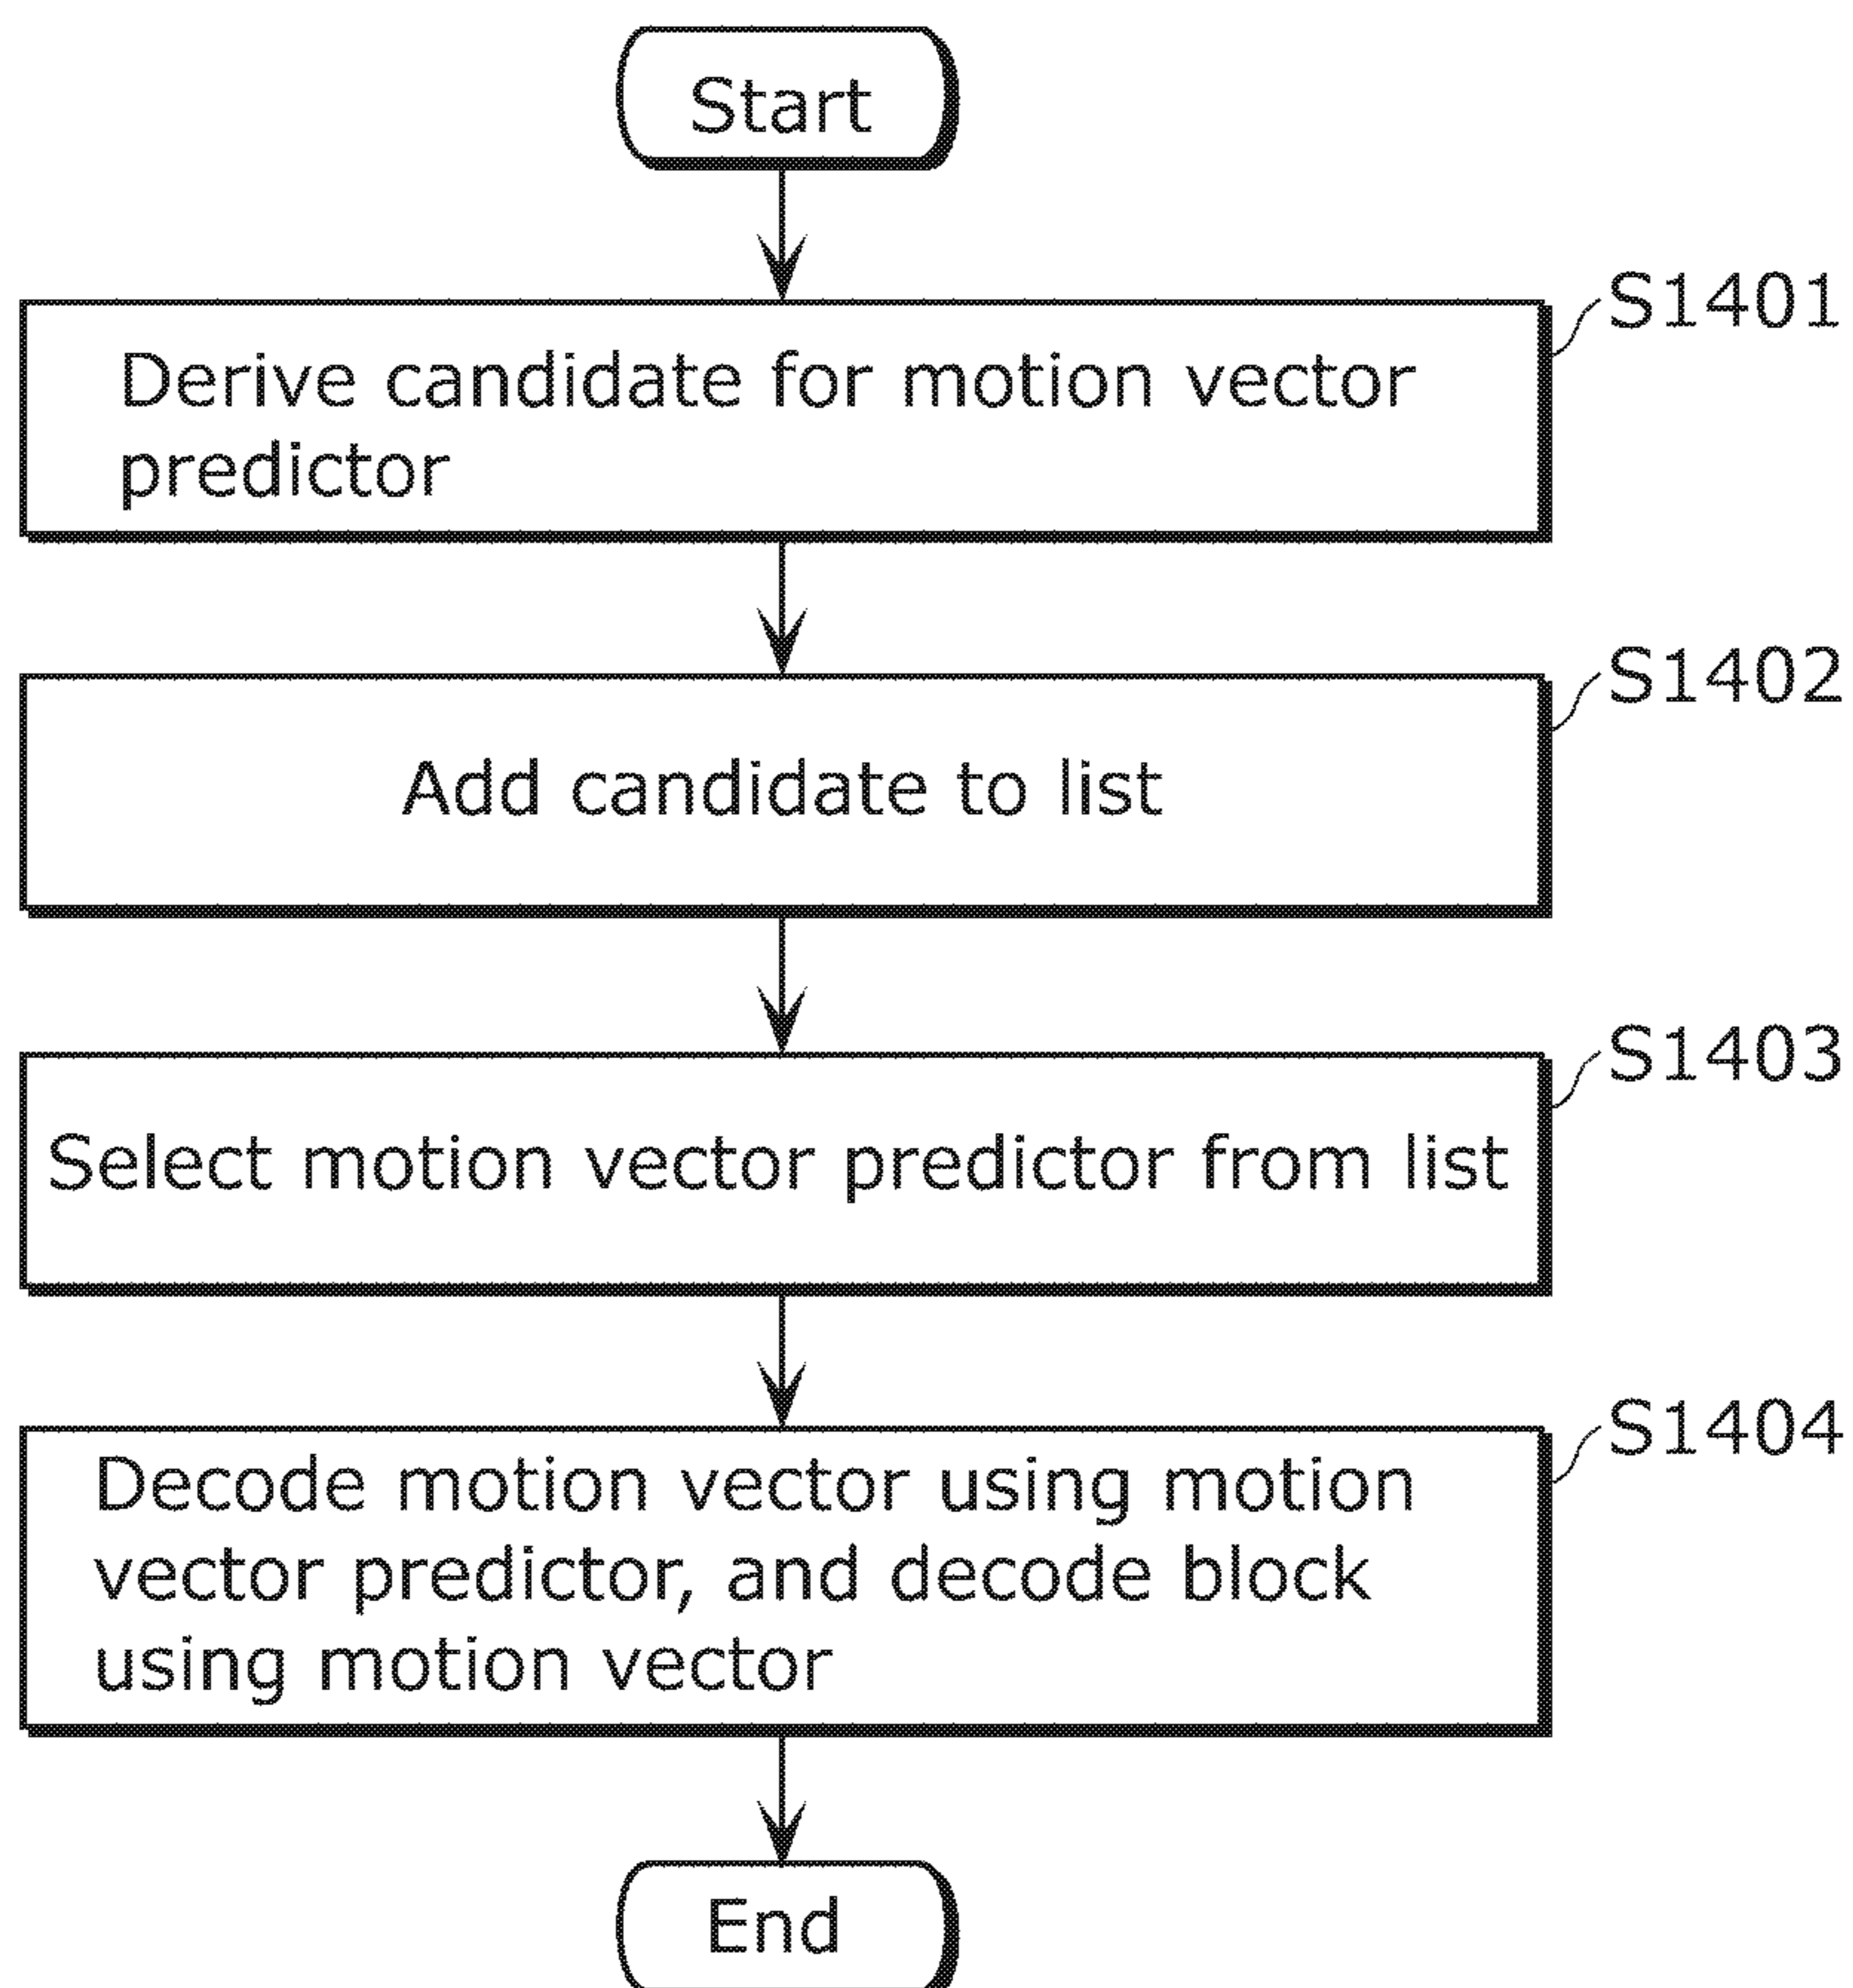 Start
S1401
Derive candidate for motion vector
predictor
S1402
Add candidate to list
S1403
Select motion vector predictor from list
S1404
Decode motion vector using motion
vector predictor, and decode block
using motion vector
End